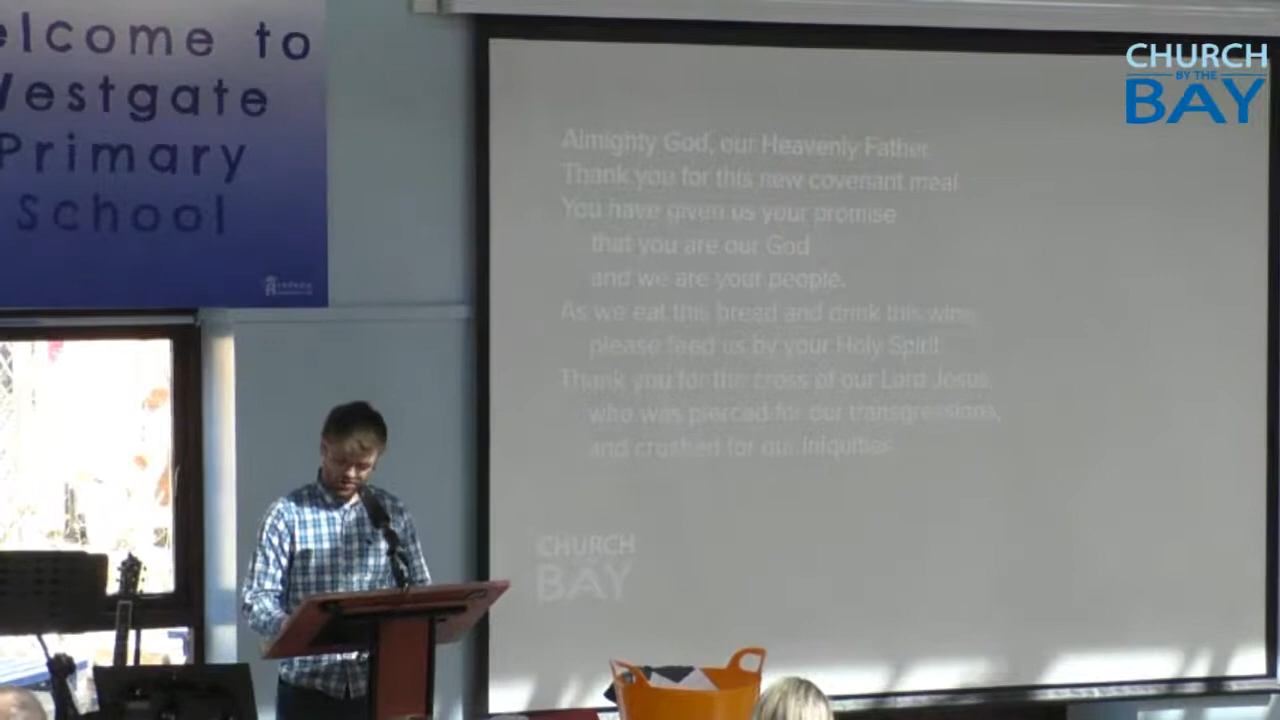 elcome to
Westgate
Primary
School
CHURCH
BY THE
BAY
Almighty God, our Heavenly Father.
Thank you for this new covenant meal
You have given us your promise
that you are our God
and we are your people.
As we eat this bread and drink this wine,
please feed us by your Holy Spirit
Thank you for the cross of our Lord Jesus,
who was pierced for our transgressions,
and crushed for our iniquities
CHURCH
BAY